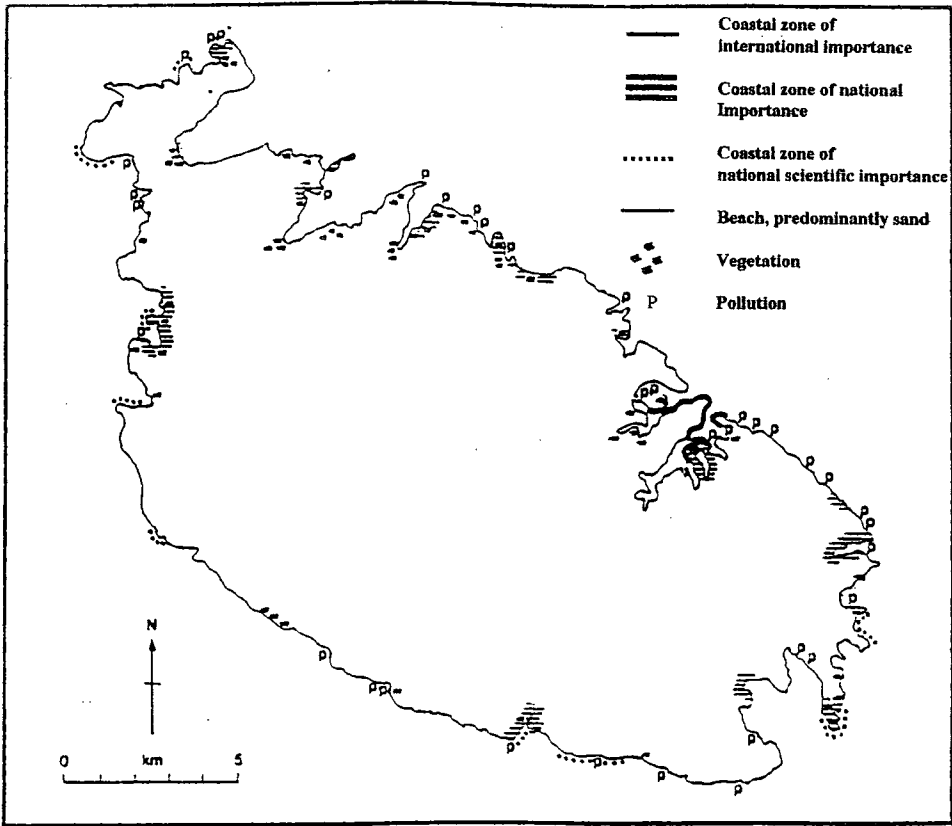 Coastal zone of
international importance
Coastal zone of national
Importance
Coastal zone of
national scientific importance
Beach, predominantly sand
Vegetation
P Pollution
P P
P
P
P
P
P
P
P
P
P
P
P
P
P
P
P P
P
P
P
P
P
P
P
P
P
P
P
P
N
P
P P
P P
P
P
P
P
P
0 km 5